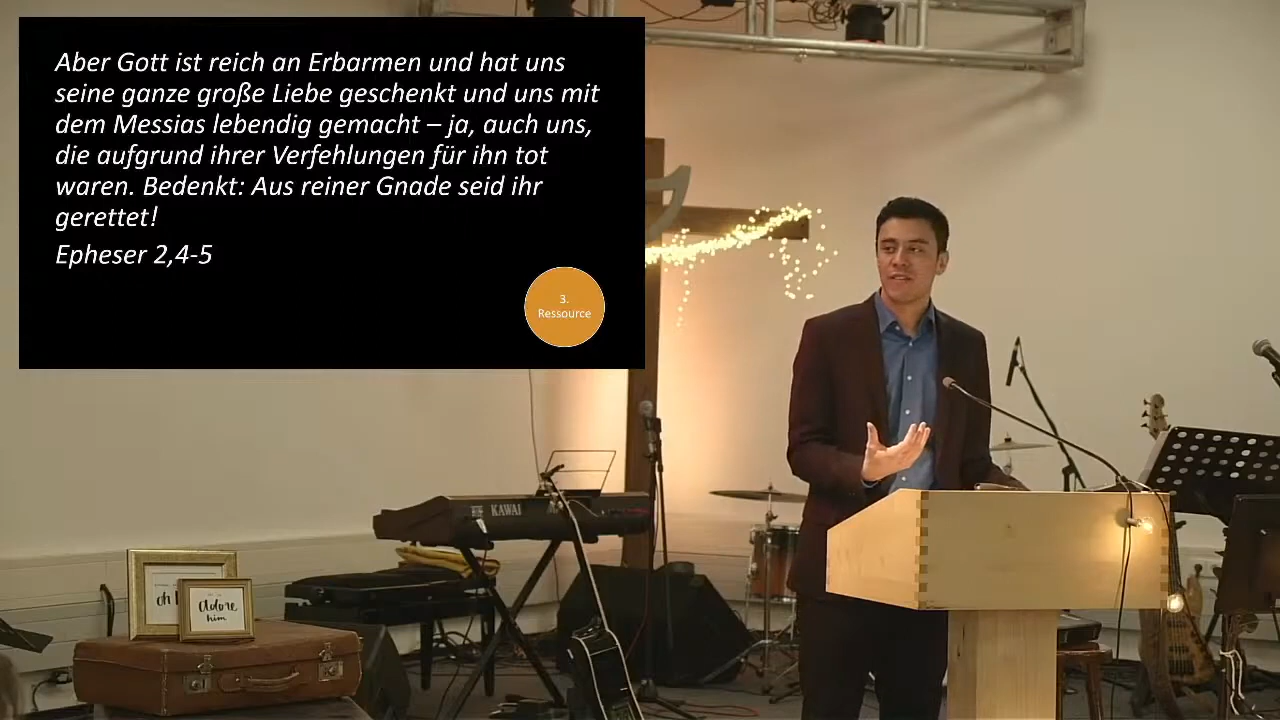 Aber Gott ist reich an Erbarmen und hat uns
seine ganze große Liebe geschenkt und uns mit
dem Messias lebendig gemacht – ja, auch uns,
die aufgrund ihrer Verfehlungen für ihn tot
waren. Bedenkt: Aus reiner Gnade seid ihr
gerettet!
Epheser 2,4-5
3.
Ressource
KAWAI
oh
adore
him